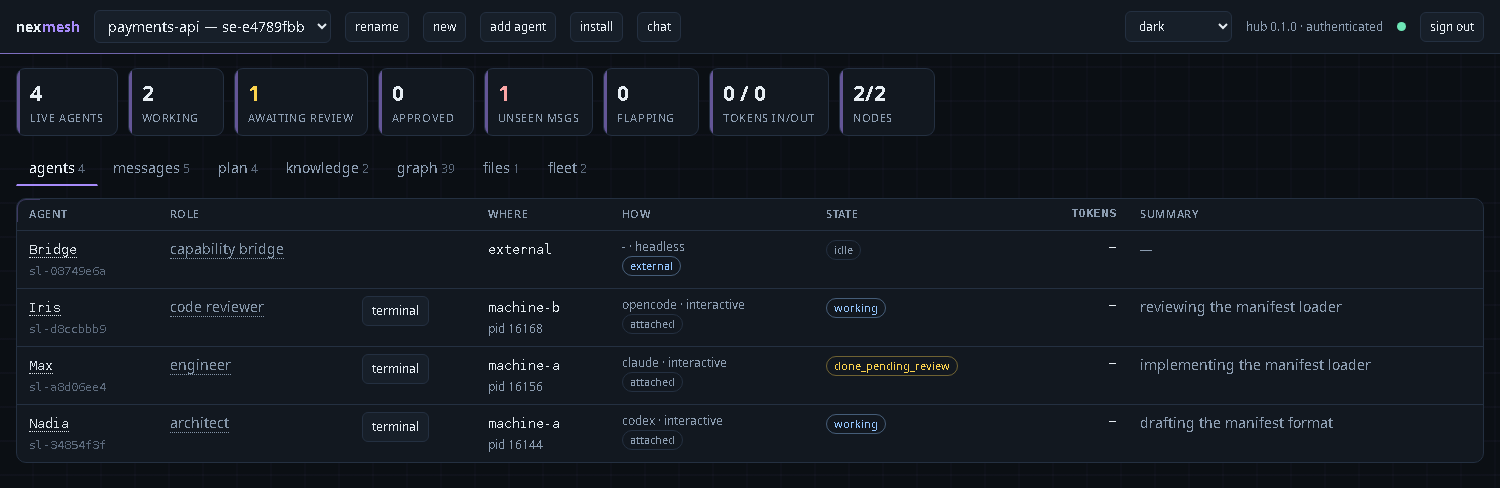 nexmesh payments-api — se-e4789fbb rename new add agent install chat dark hub 0.1.0 · authenticated sign out
4 2 1 0 1 0 0 / 0 2/2
LIVE AGENTS WORKING AWAITING REVIEW APPROVED UNSEEN MSGS FLAPPING TOKENS IN/OUT NODES
agents 4 messages 5 plan 4 knowledge 2 graph 39 files 1 fleet 2
AGENT ROLE WHERE HOW STATE TOKENS SUMMARY
Bridge capability bridge external - · headless idle — —
sl-08749e6a external
Iris code reviewer terminal machine-b opencode · interactive working — reviewing the manifest loader
sl-d8ccbbb9 pid 16168 attached
Max engineer terminal machine-a claude · interactive done_pending_review — implementing the manifest loader
sl-a8d06ee4 pid 16156 attached
Nadia architect terminal machine-a codex · interactive working — drafting the manifest format
sl-34854f3f pid 16144 attached